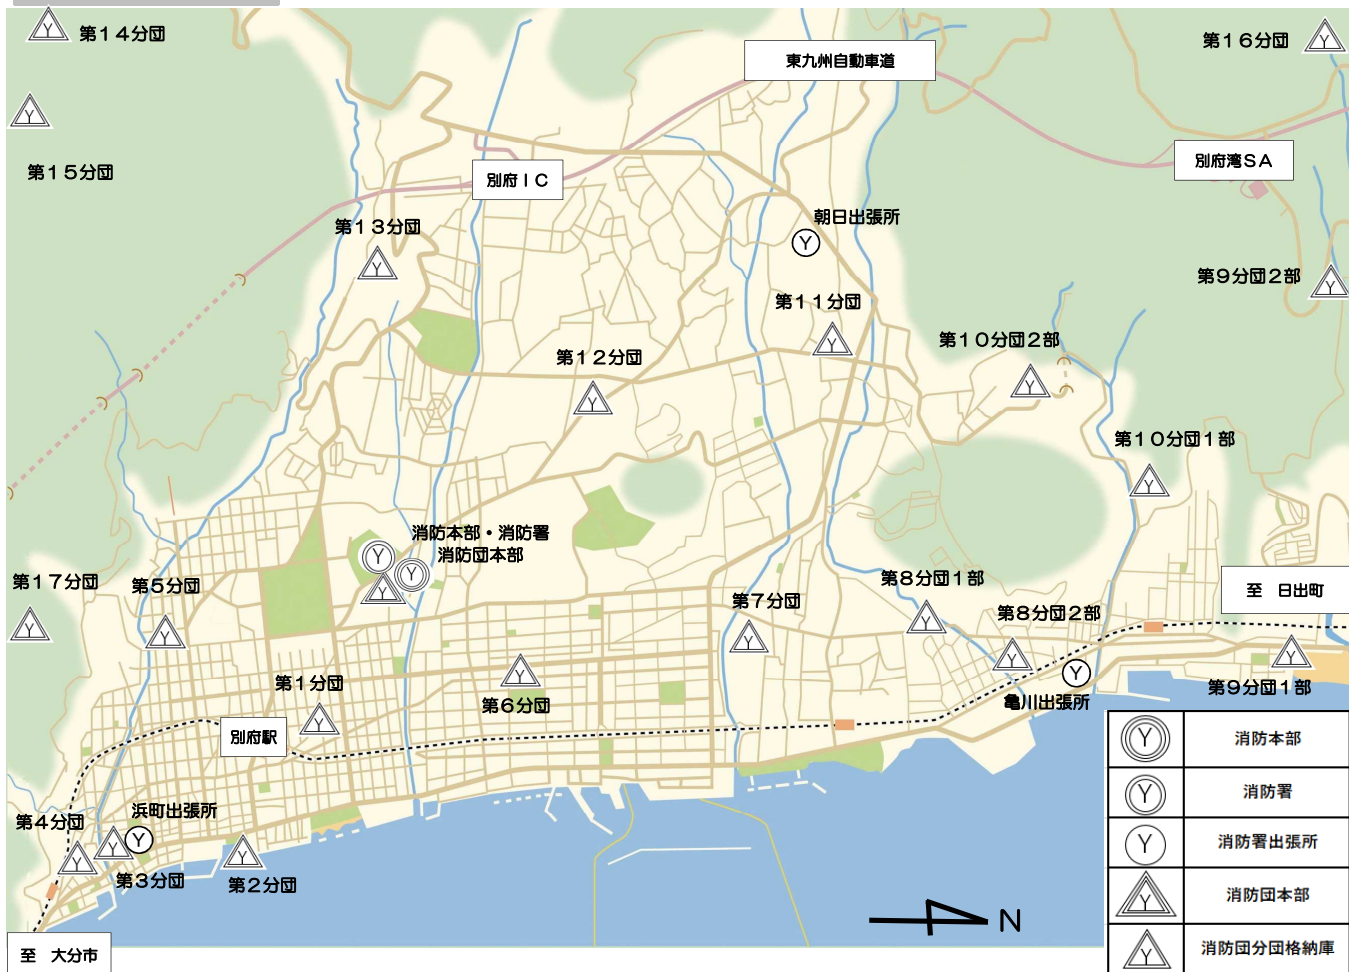 第14分団
第16分団
東九州自動車道
第15分団
別府IC
別府湾SA
第13分団
朝日出張所
第9分団2部
第11分団
第10分団2部
第12分団
第10分団1部
消防本部・消防署
消防団本部
第17分団
第5分団
第7分団
第8分団1部
第8分団2部
至 日出町
第1分団
第6分団
亀川出張所
第9分団1部
別府駅
浜町出張所
第4分団
第3分団
第2分団
至 大分市
N
Y 消防本部
Y 消防署
Y 消防署出張所
Y 消防団本部
Y 消防団分団格納庫